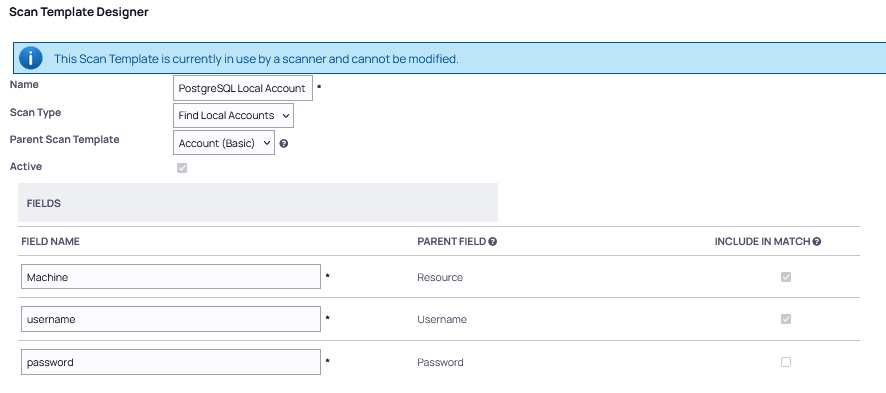 Scan Template Designer
This Scan Template is currently in use by a scanner and cannot be modified.
Name PostgreSQL Local Account *
Scan Type Find Local Accounts
Parent Scan Template Account (Basic) ?
Active
FIELDS
FIELD NAME PARENT FIELD ? INCLUDE IN MATCH ?
Machine * Resource
username * Username
password * Password